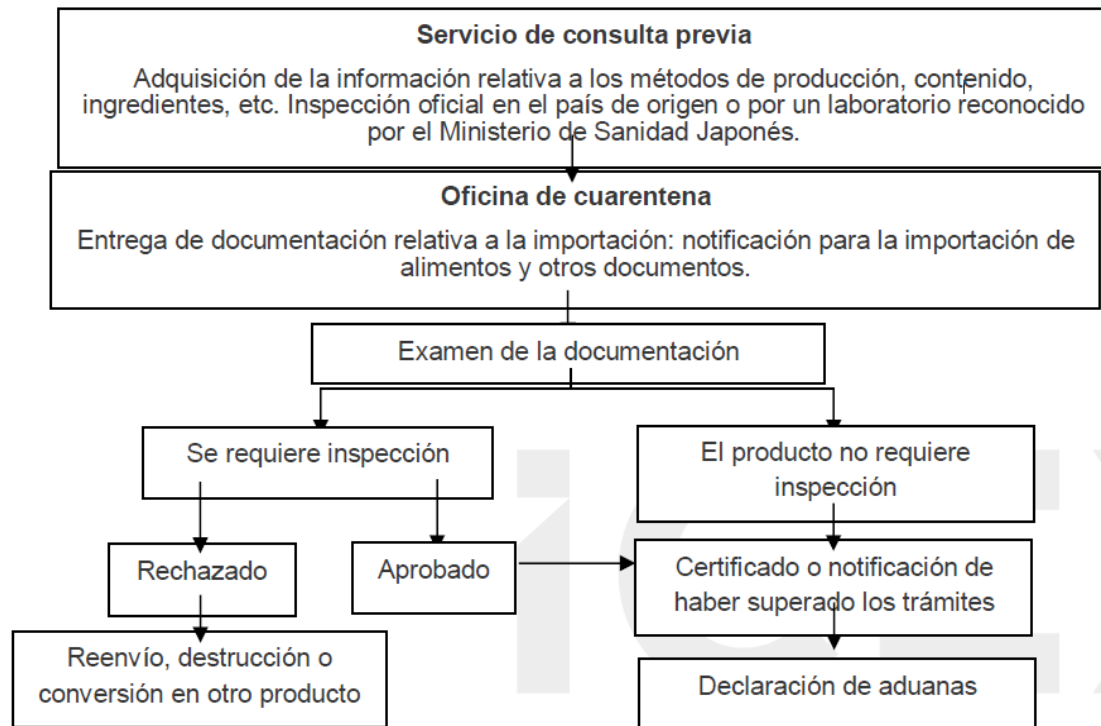 Servicio de consulta previa
Adquisición de la información relativa a los métodos de producción, contenido,
ingredientes, etc. Inspección oficial en el país de origen o por un laboratorio reconocido
por el Ministerio de Sanidad Japonés.
Oficina de cuarentena
Entrega de documentación relativa a la importación: notificación para la importación de
alimentos y otros documentos.
Examen de la documentación
Se requiere inspección
El producto no requiere
inspección
Rechazado
Aprobado
Certificado o notificación de
haber superado los trámites
Reenvío, destrucción o
conversión en otro producto
Declaración de aduanas